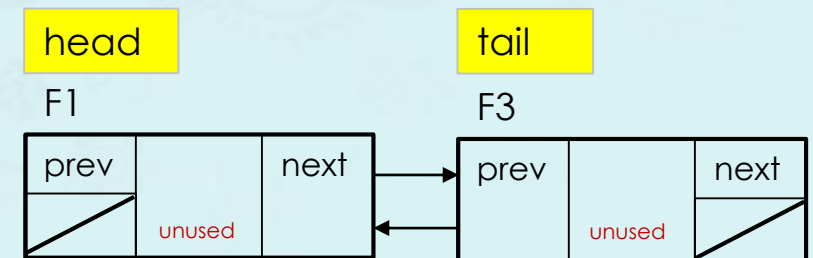 head
tail
F1
F3
prev
next
prev
next
unused
unused